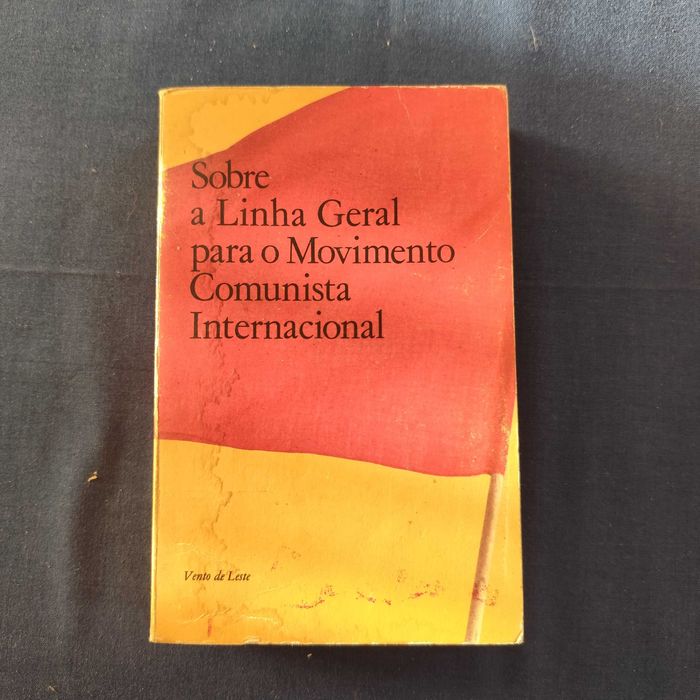 Sobre
a Linha Geral
para o Movimento
Comunista
Internacional
Vento de Leste